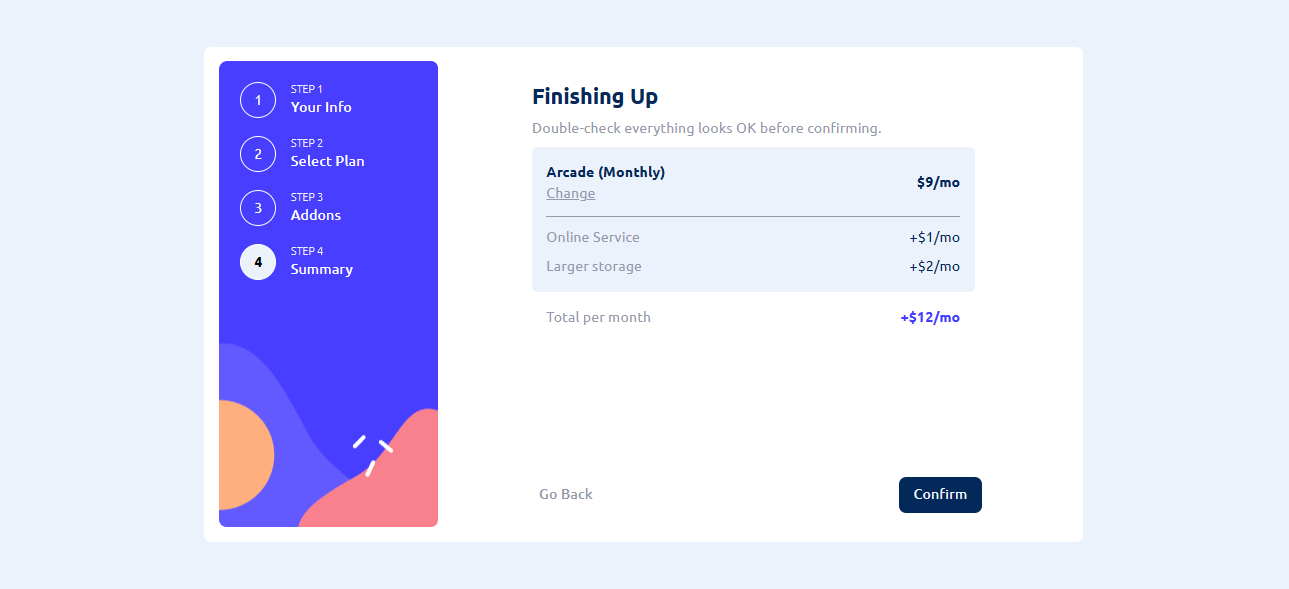 1
STEP 1
Your Info
2
STEP 2
Select Plan
3
STEP 3
Addons
4
STEP 4
Summary
Finishing Up
Double-check everything looks OK before confirming.
Arcade (Monthly)
Change
$9/mo
Online Service +$1/mo
Larger storage +$2/mo
Total per month +$12/mo
Go Back
Confirm